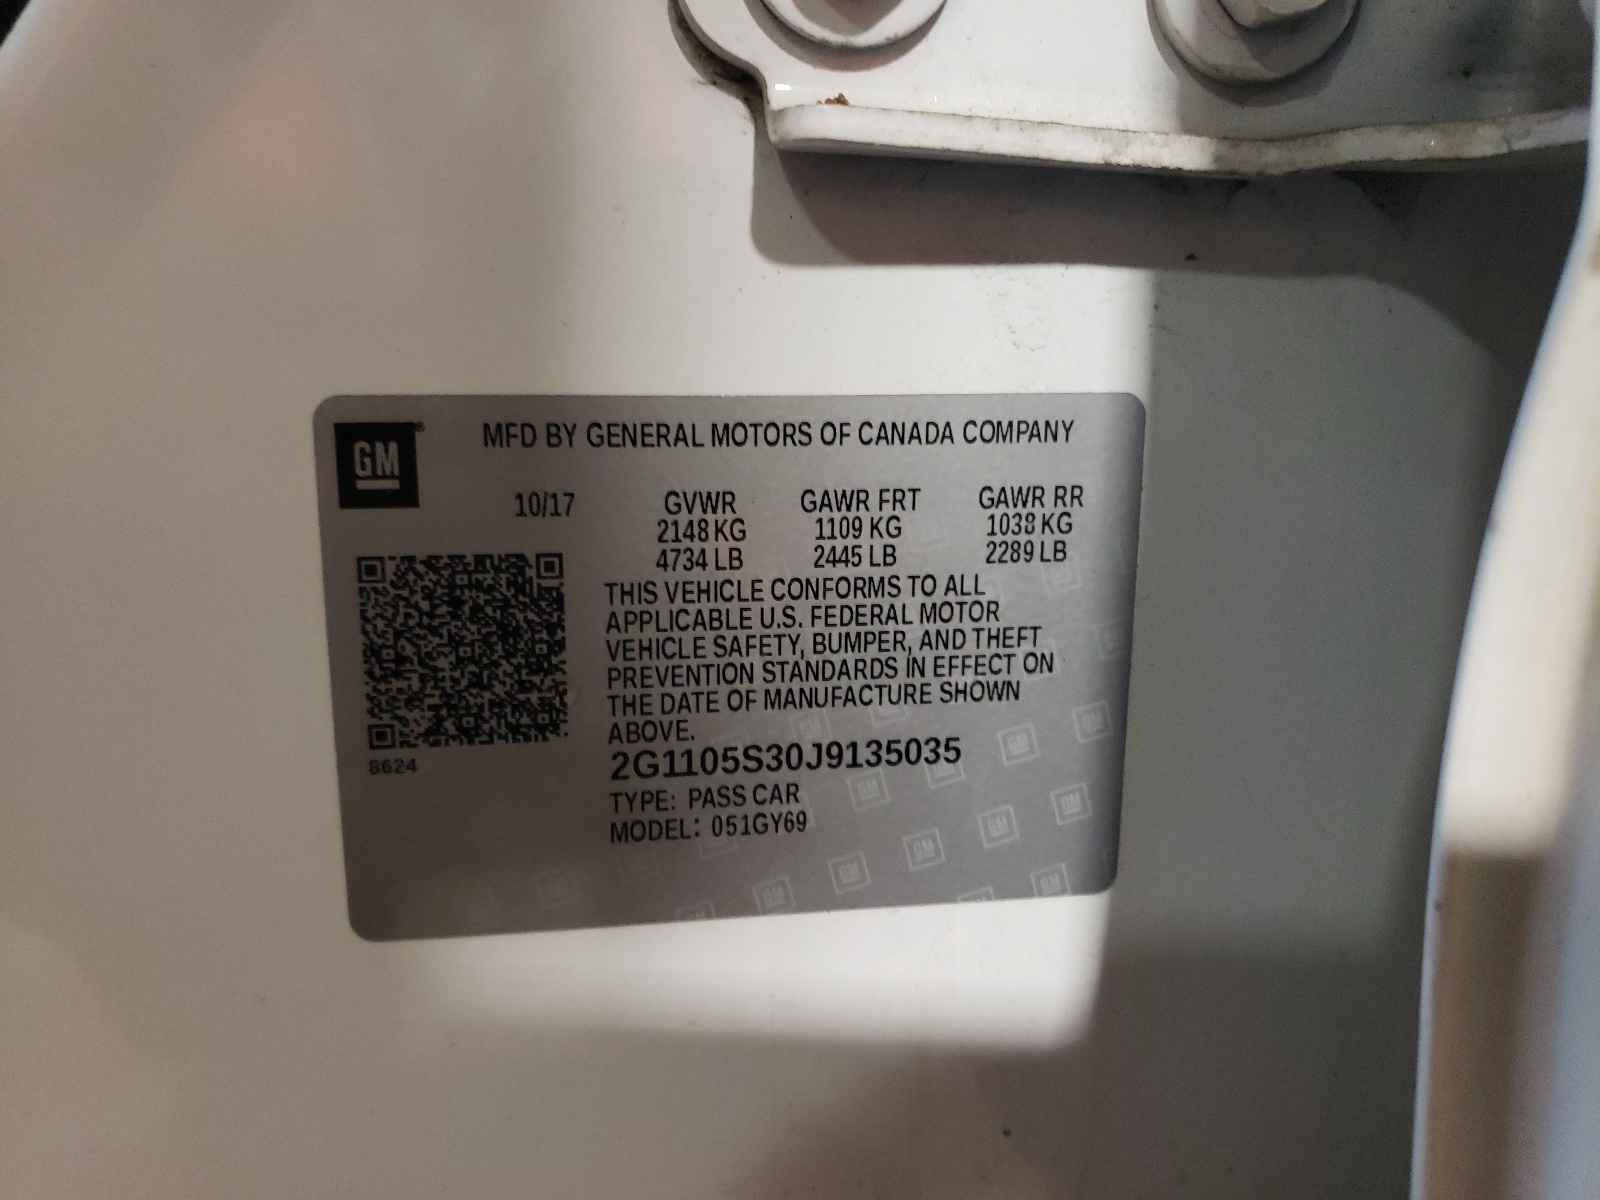 GM
MFD BY GENERAL MOTORS OF CANADA COMPANY
10/17 GVWR GAWR FRT GAWR RR
2148 KG 1109 KG 1038 KG
4734 LB 2445 LB 2289 LB
THIS VEHICLE CONFORMS TO ALL
APPLICABLE U.S. FEDERAL MOTOR
VEHICLE SAFETY, BUMPER, AND THEFT
PREVENTION STANDARDS IN EFFECT ON
THE DATE OF MANUFACTURE SHOWN
ABOVE.
8624
2G1105S30J9135035
TYPE: PASS CAR
MODEL: 051GY69